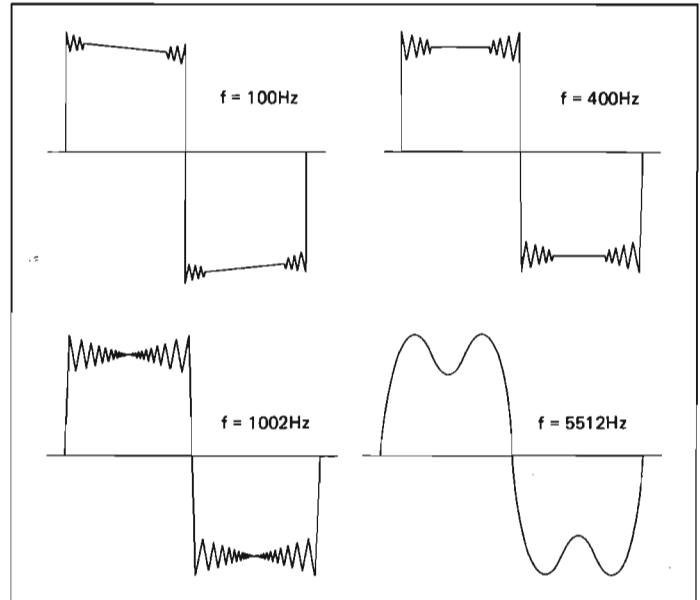 f = 100Hz
f = 400Hz
f = 1002Hz
f = 5512Hz